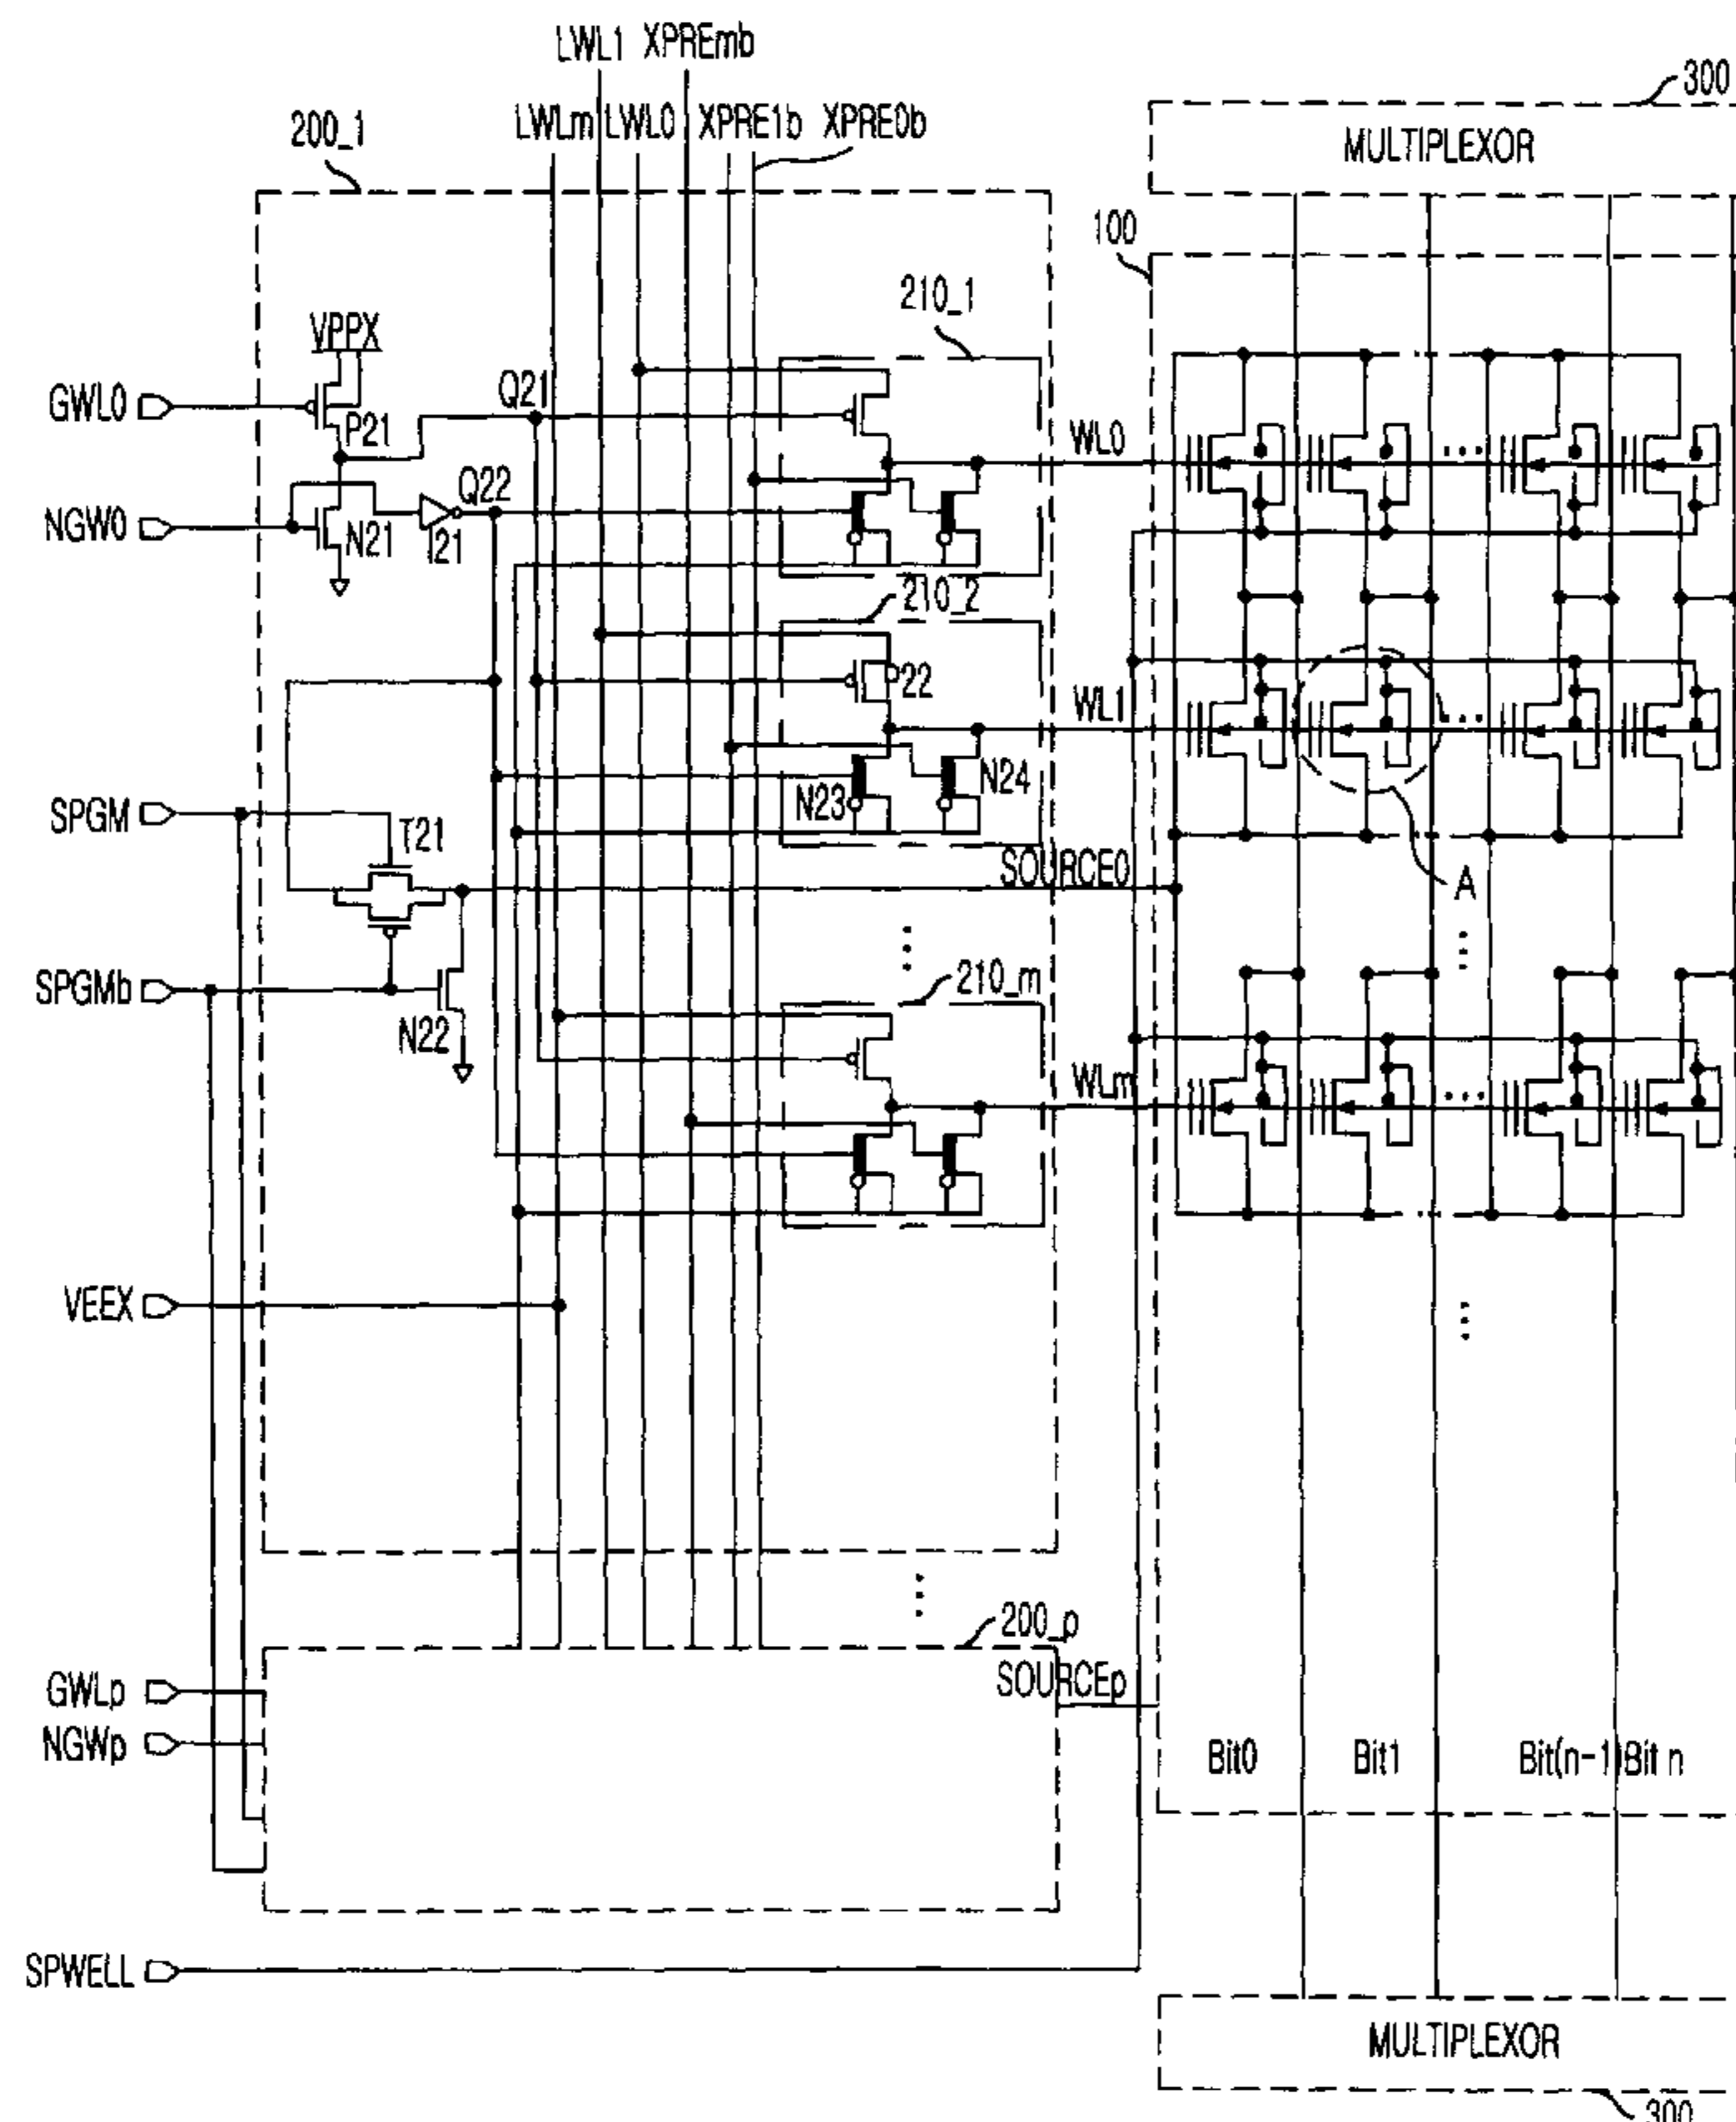 LWL1 XPREmb
300
200_1
LWLm LWL0 XPRE1b XPRE0b
MULTIPLEXOR
100
210_1
VPPX
GWL0
P21
Q21
WL0
Q22
NGW0
N21
I21
210_2
22
WL1
N23
N24
SPGM
T21
SOURCE0
A
SPGMb
210_m
N22
WLm
VEEX
200_p
GWLp
SOURCEp
NGWp
Bit0 Bit1 Bit(n-1) Bit n
SPWELL
MULTIPLEXOR
300